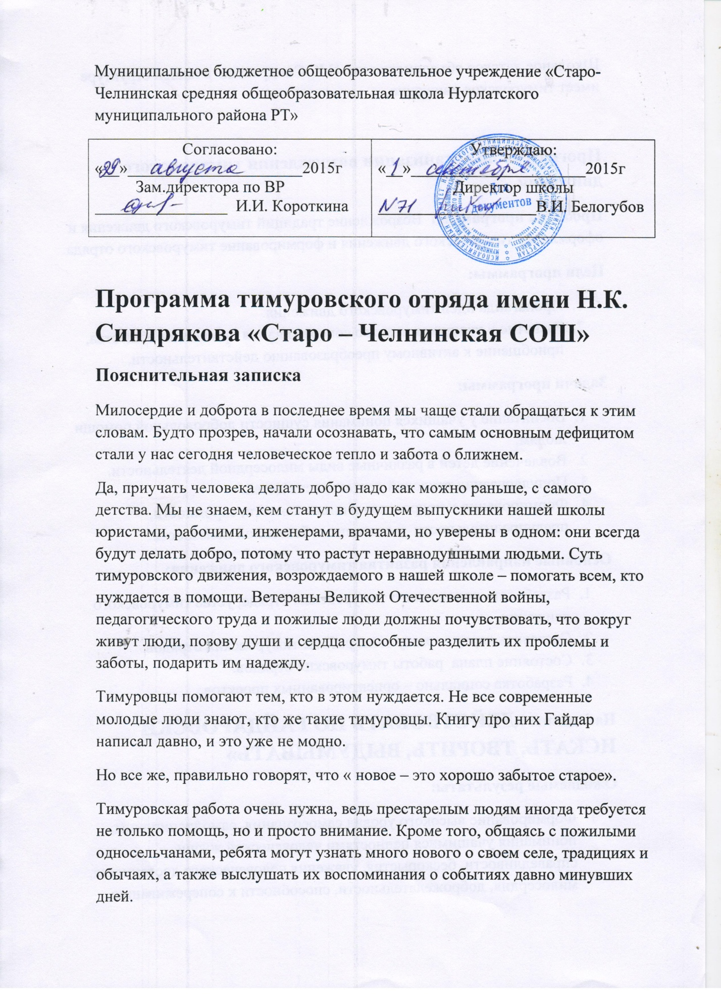 Муниципальное бюджетное общеобразовательное учреждение «Старо-
Челнинская средняя общеобразовательная школа Нурлатского
муниципального района РТ»
Согласовано:
«29» августа 2015г
Зам.директора по ВР
И.И. Короткина
Утверждаю:
«1» сентября 2015г
Директор школы
N71 В.И. Белогубов
Для
документов
Программа тимуровского отряда имени Н.К.
Синдрякова «Старо – Челнинская СОШ»
Пояснительная записка
Милосердие и доброта в последнее время мы чаще стали обращаться к этим
словам. Будто прозрев, начали осознавать, что самым основным дефицитом
стали у нас сегодня человеческое тепло и забота о ближнем.
Да, приучать человека делать добро надо как можно раньше, с самого
детства. Мы не знаем, кем станут в будущем выпускники нашей школы
юристами, рабочими, инженерами, врачами, но уверены в одном: они всегда
будут делать добро, потому что растут неравнодушными людьми. Суть
тимуровского движения, возрождаемого в нашей школе – помогать всем, кто
нуждается в помощи. Ветераны Великой Отечественной войны,
педагогического труда и пожилые люди должны почувствовать, что вокруг
живут люди, позову души и сердца способные разделить их проблемы и
заботы, подарить им надежду.
Тимуровцы помогают тем, кто в этом нуждается. Не все современные
молодые люди знают, кто же такие тимуровцы. Книгу про них Гайдар
написал давно, и это уже не модно.
Но все же, правильно говорят, что « новое – это хорошо забытое старое».
Тимуровская работа очень нужна, ведь престарелым людям иногда требуется
не только помощь, но и просто внимание. Кроме того, общаясь с пожилыми
односельчанами, ребята могут узнать много нового о своем селе, традициях и
обычаях, а также выслушать их воспоминания о событиях давно минувших
дней.